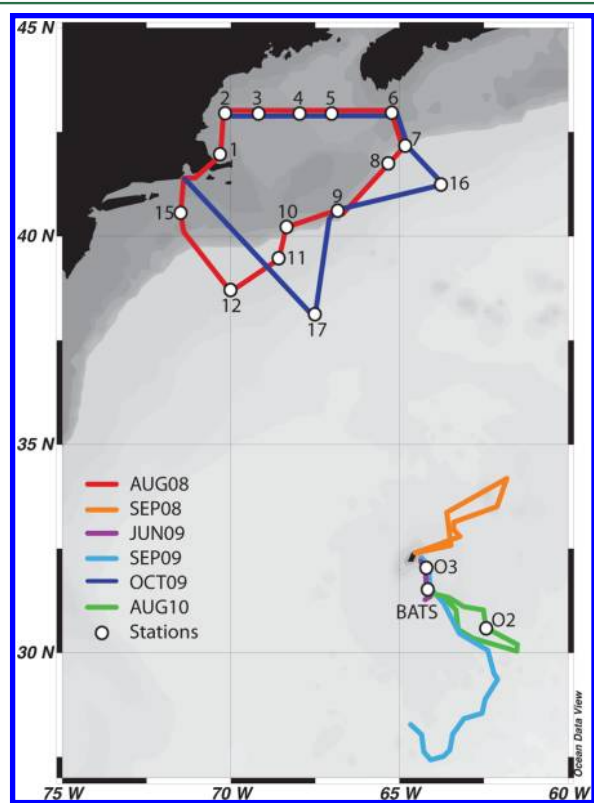 45 N
2 3 4 5 6
1
7
8
16
9
15
10
40 N
11
12
17
35 N
AUG08
SEP08
JUN09
SEP09
OCT09
AUG10
Stations
O3
BATS
O2
30 N
Ocean Data View
75 W 70 W 65 W 60 W